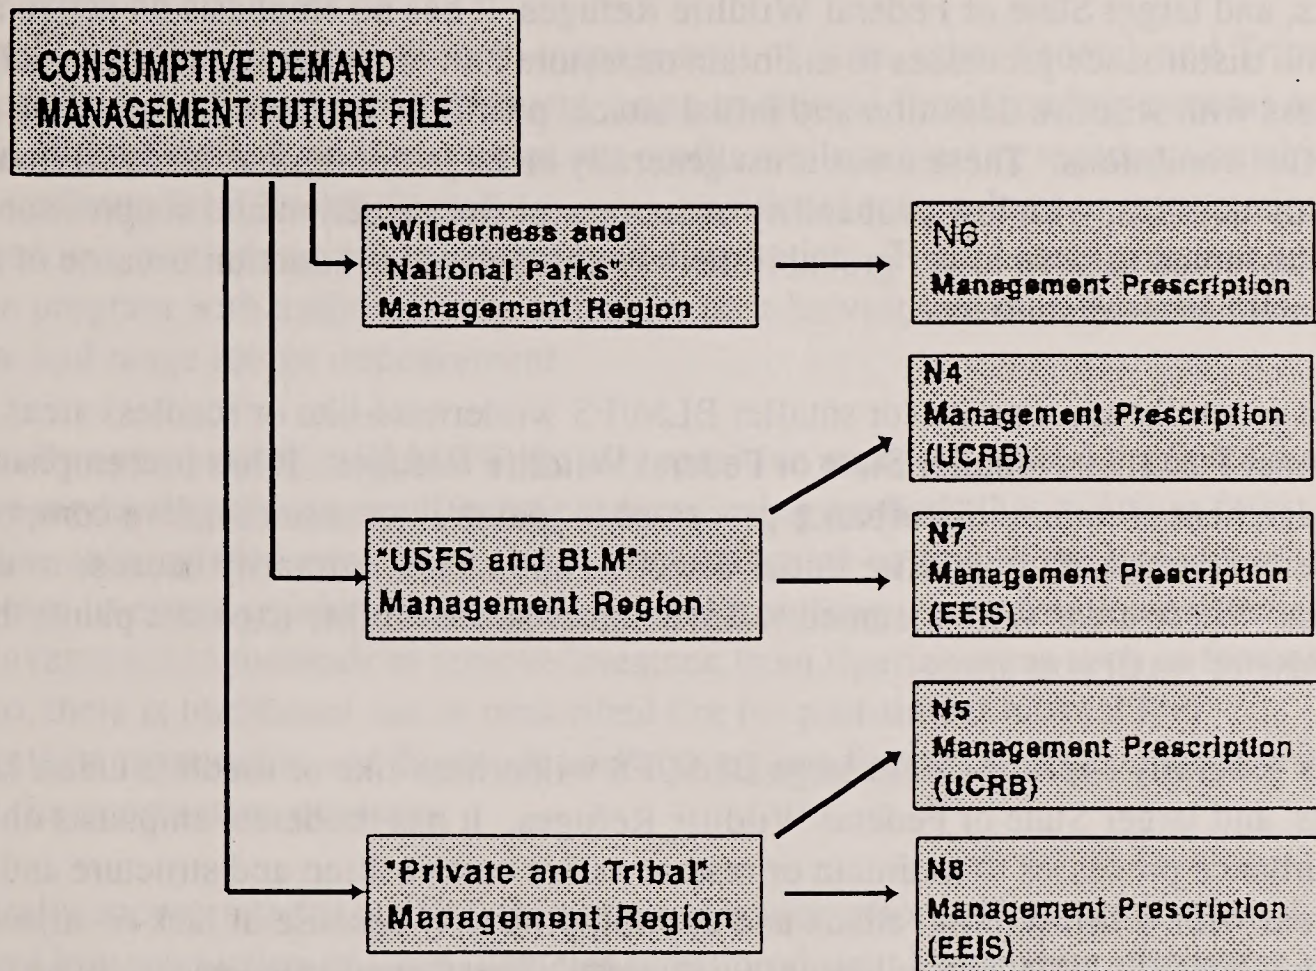 CONSUMPTIVE DEMAND
MANAGEMENT FUTURE FILE
"Wilderness and
National Parks"
Management Region
N6
Management Prescription
N4
Management Prescription
(UCRB)
"USFS and BLM"
Management Region
N7
Management Prescription
(EEIS)
N5
Management Prescription
(UCRB)
"Private and Tribal"
Management Region
N8
Management Prescription
(EEIS)